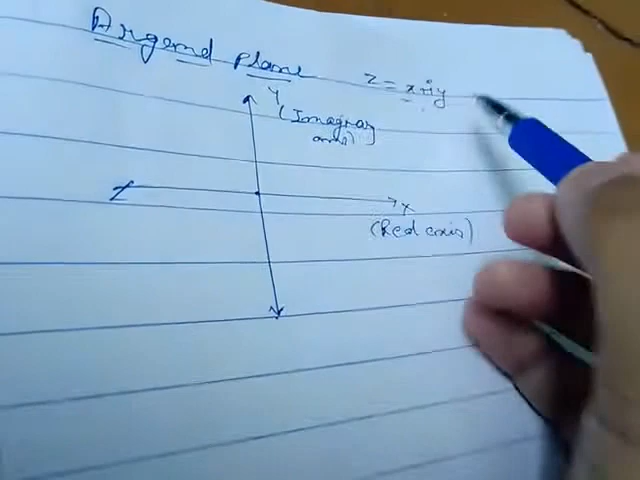 Argand plane
z = x+iy
Y
(Imaginary
axis)
X
(Real axis)